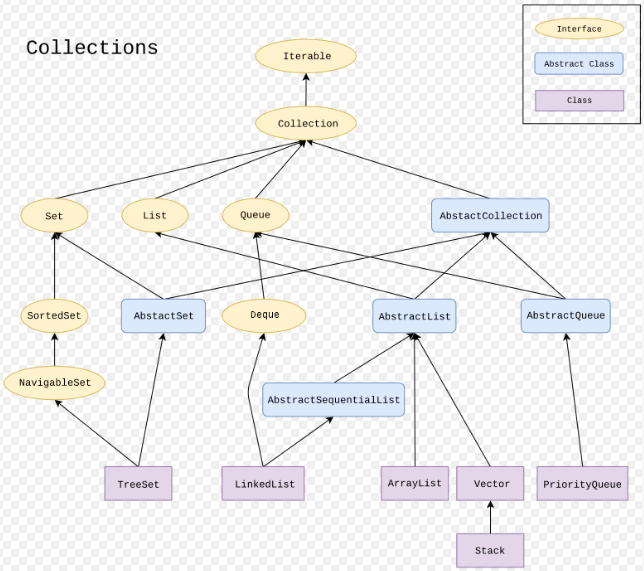 Collections
Interface
Abstract Class
Class
Iterable
Collection
Set
List
Queue
AbstactCollection
SortedSet
AbstactSet
Deque
AbstractList
AbstractQueue
NavigableSet
AbstractSequentialList
TreeSet
LinkedList
ArrayList
Vector
PriorityQueue
Stack